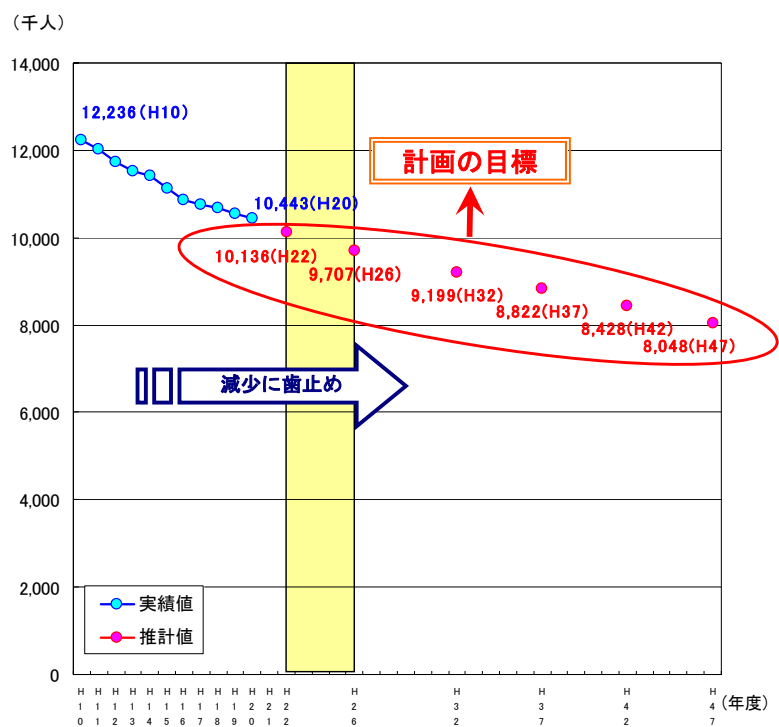 (千人)
14,000
12,000
10,000
8,000
6,000
4,000
2,000
0
12,236(H10)
10,443(H20)
計画の目標
10,136(H22)
9,707(H26)
9,199(H32)
8,822(H37)
8,428(H42)
8,048(H47)
減少に歯止め
実績値
推計値
H10
H11
H12
H13
H14
H15
H16
H17
H18
H19
H20
H21
H22
H26
H32
H37
H42
H47
(年度)